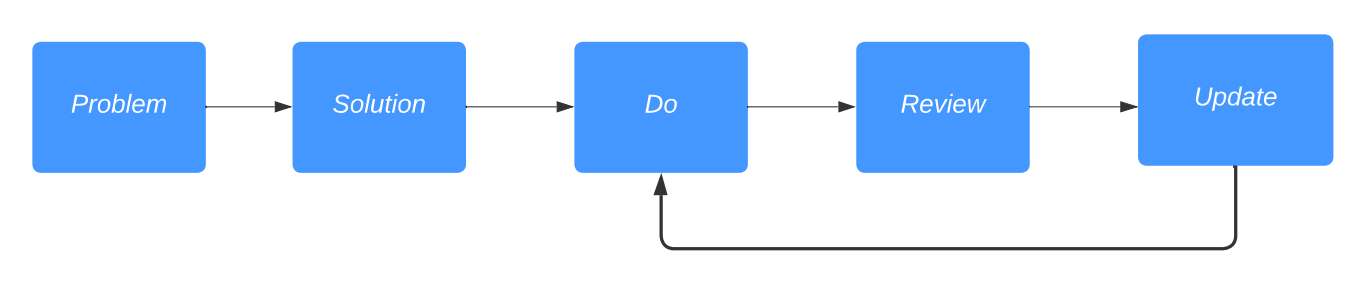 Problem
Solution
Do
Review
Update